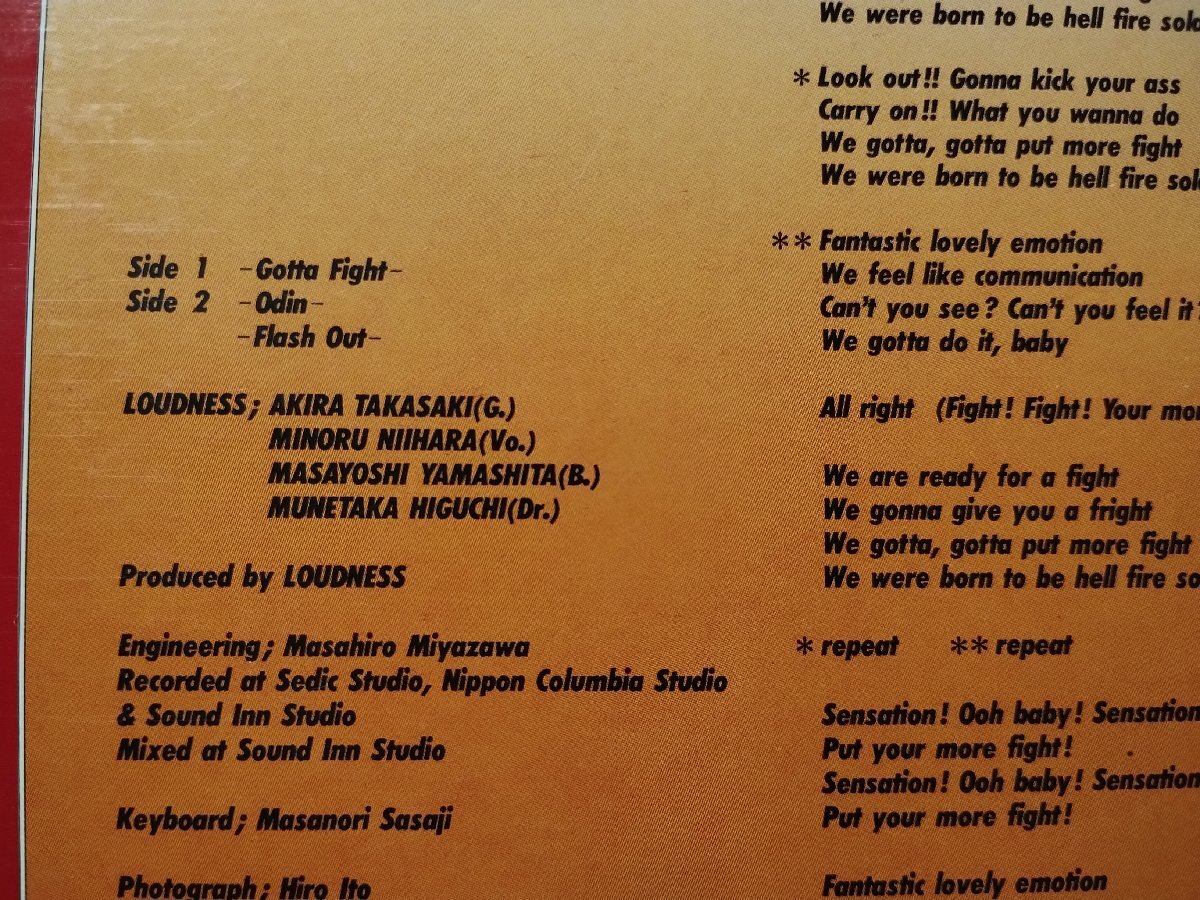 Side 1 -Gotta Fight-
Side 2 -Odin-
-Flash Out-
LOUDNESS; AKIRA TAKASAKI(G.)
MINORU NIIHARA(Vo.)
MASAYOSHI YAMASHITA(B.)
MUNETAKA HIGUCHI(Dr.)
Produced by LOUDNESS
Engineering; Masahiro Miyazawa
Recorded at Sedic Studio, Nippon Columbia Studio
& Sound Inn Studio
Mixed at Sound Inn Studio
Keyboard; Masanori Sasaji
Photograph; Hiro Ito
We were born to be hell fire
* Look out!! Gonna kick your ass
Carry on!! What you wanna do
We gotta, gotta put more fight
We were born to be hell fire
** Fantastic lovely emotion
We feel like communication
Can't you see? Can't you feel it?
We gotta do it, baby
All right (Fight! Fight! Your
We are ready for a fight
We gonna give you a fright
We gotta, gotta put more fight
We were born to be hell fire
* repeat ** repeat
Sensation! Ooh baby! Sensation
Put your more fight!
Sensation! Ooh baby! Sensation
Put your more fight!
Fantastic lovely emotion